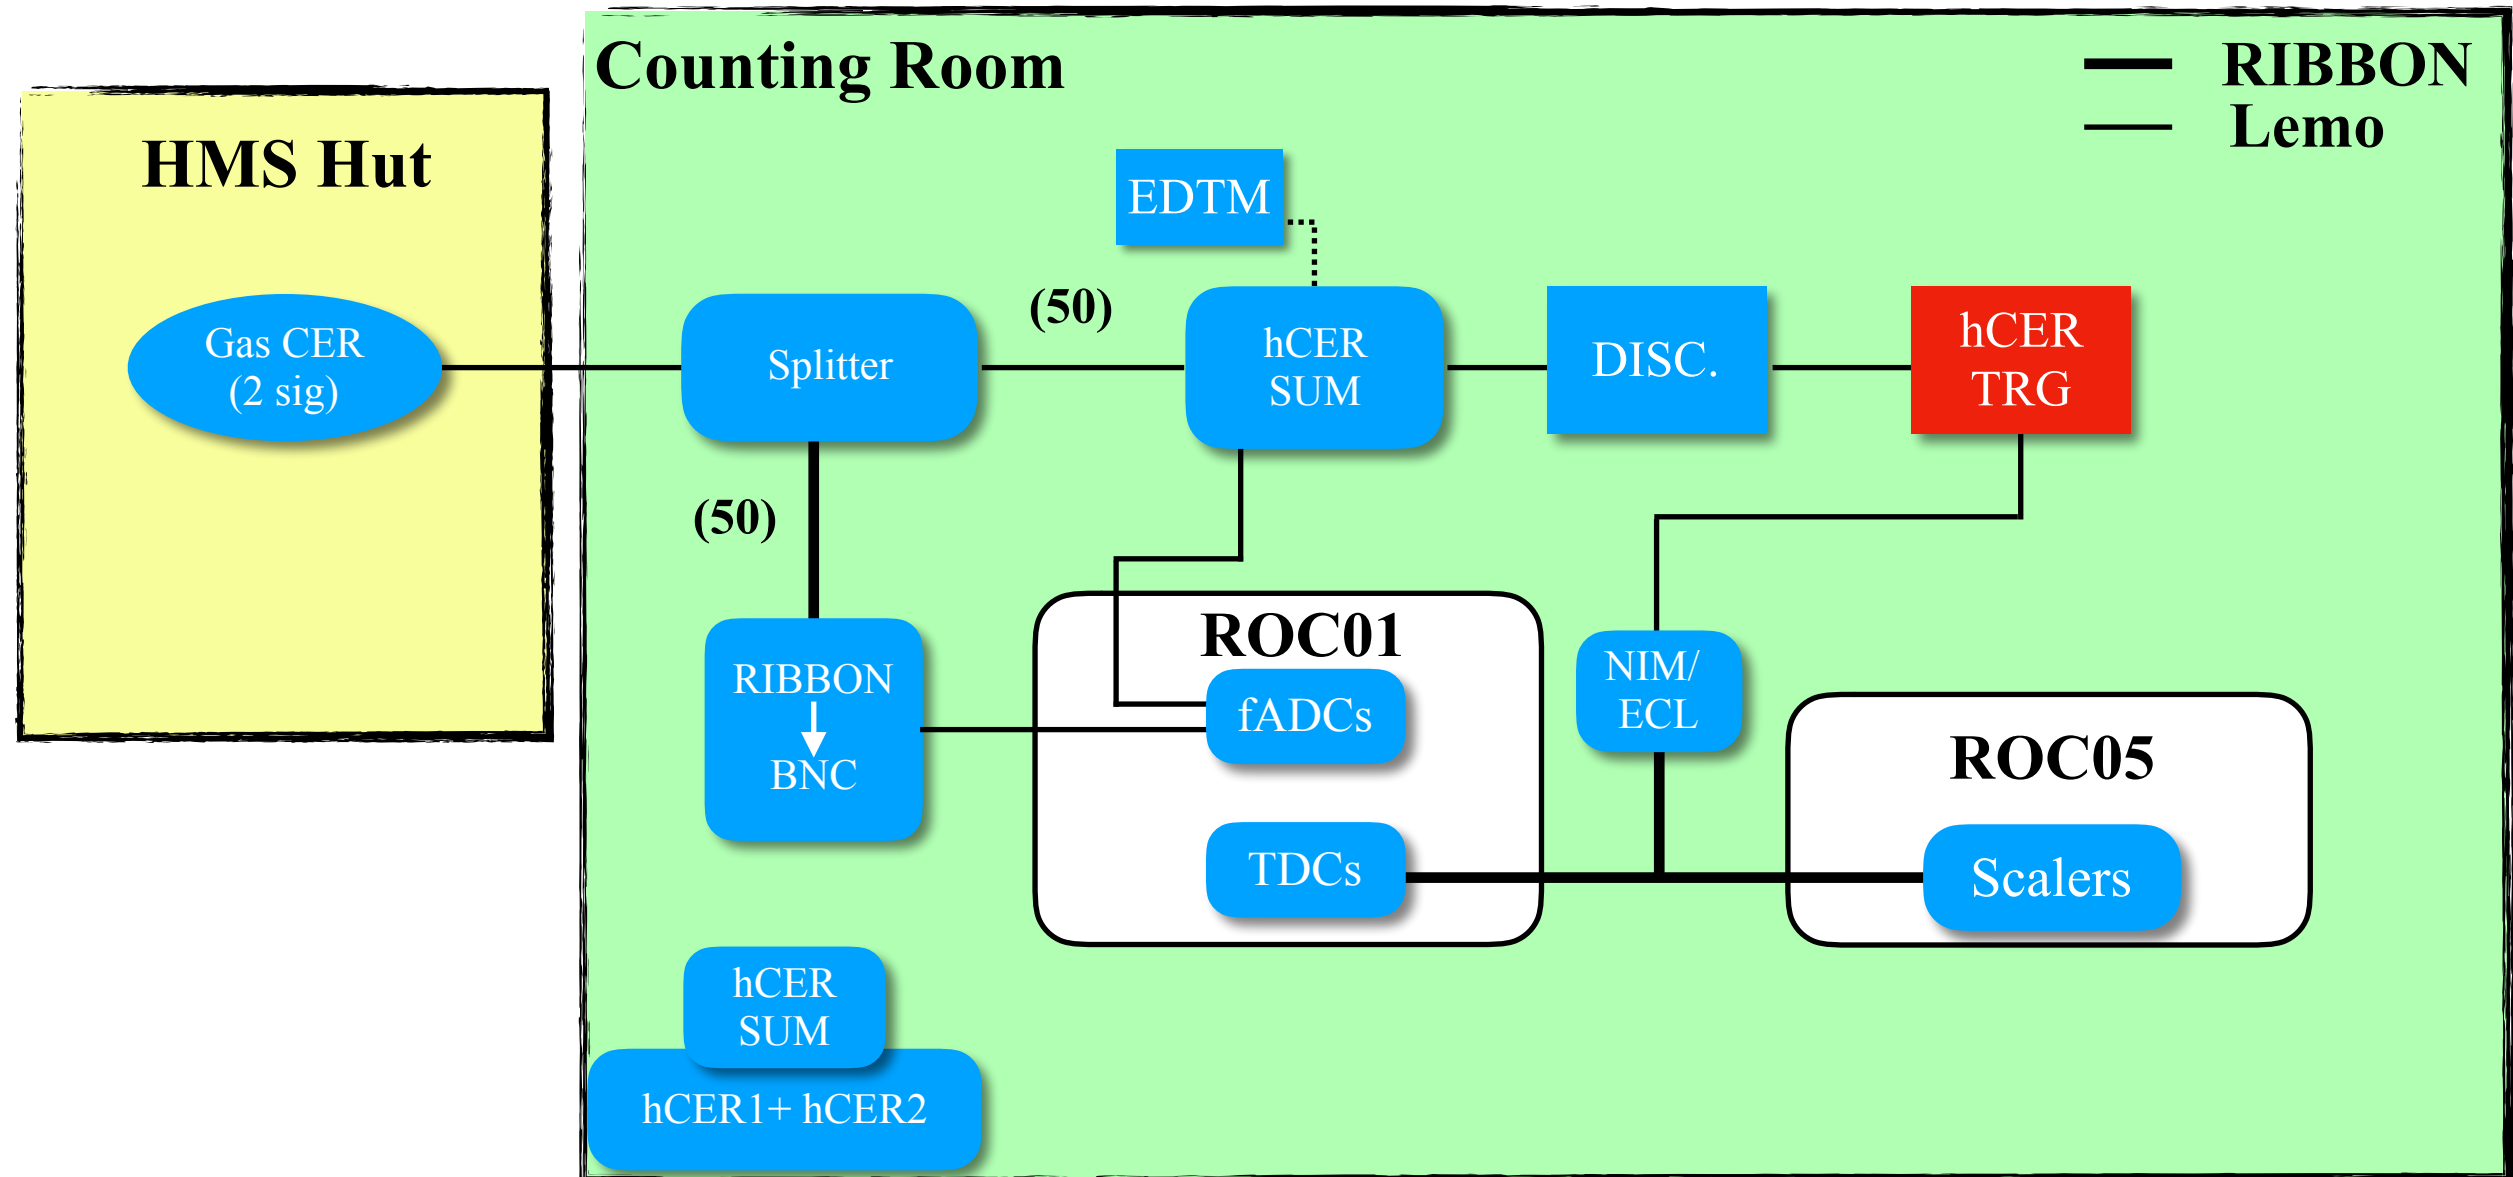 Counting Room
RIBBON
Lemo
HMS Hut
EDTM
(50)
Gas CER
(2 sig)
Splitter
hCER
SUM
DISC.
hCER
TRG
(50)
ROC01
RIBBON
BNC
fADCs
NIM/
ECL
ROC05
TDCs
Scalers
hCER
SUM
hCER1+ hCER2